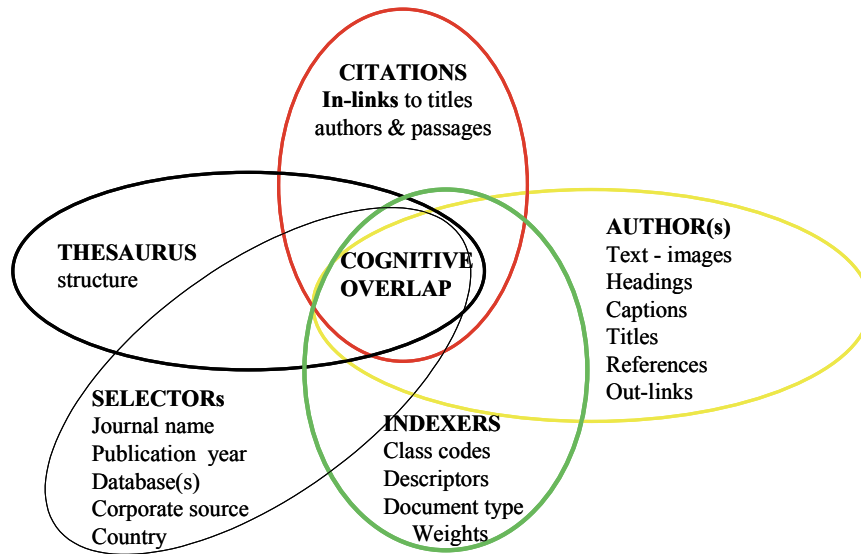 CITATIONS
In-links to titles
authors & passages
THESAURUS
structure
COGNITIVE
OVERLAP
AUTHOR(s)
Text - images
Headings
Captions
Titles
References
Out-links
SELECTORs
Journal name
Publication year
Database(s)
Corporate source
Country
INDEXERS
Class codes
Descriptors
Document type
Weights